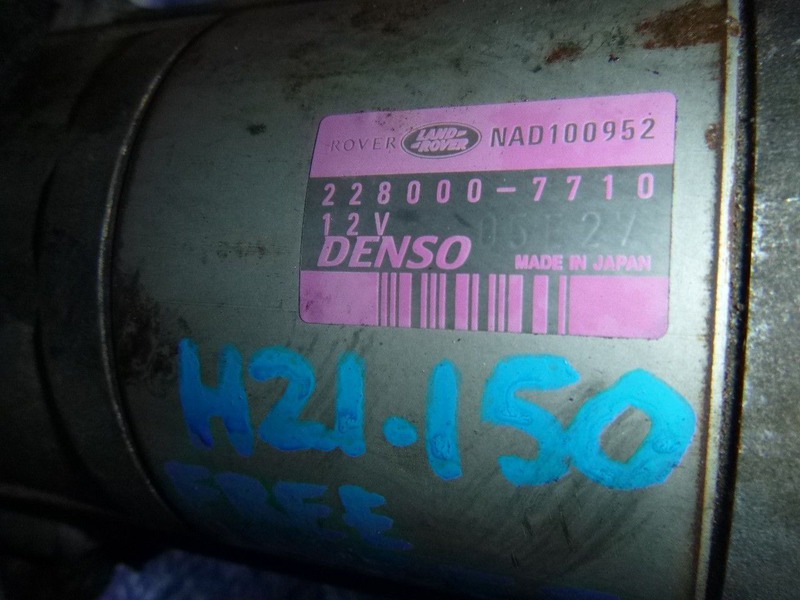 ROVER LAND ROVER NAD100952
228000-7710
12V
DENSO MADE IN JAPAN
H21.150
FREE